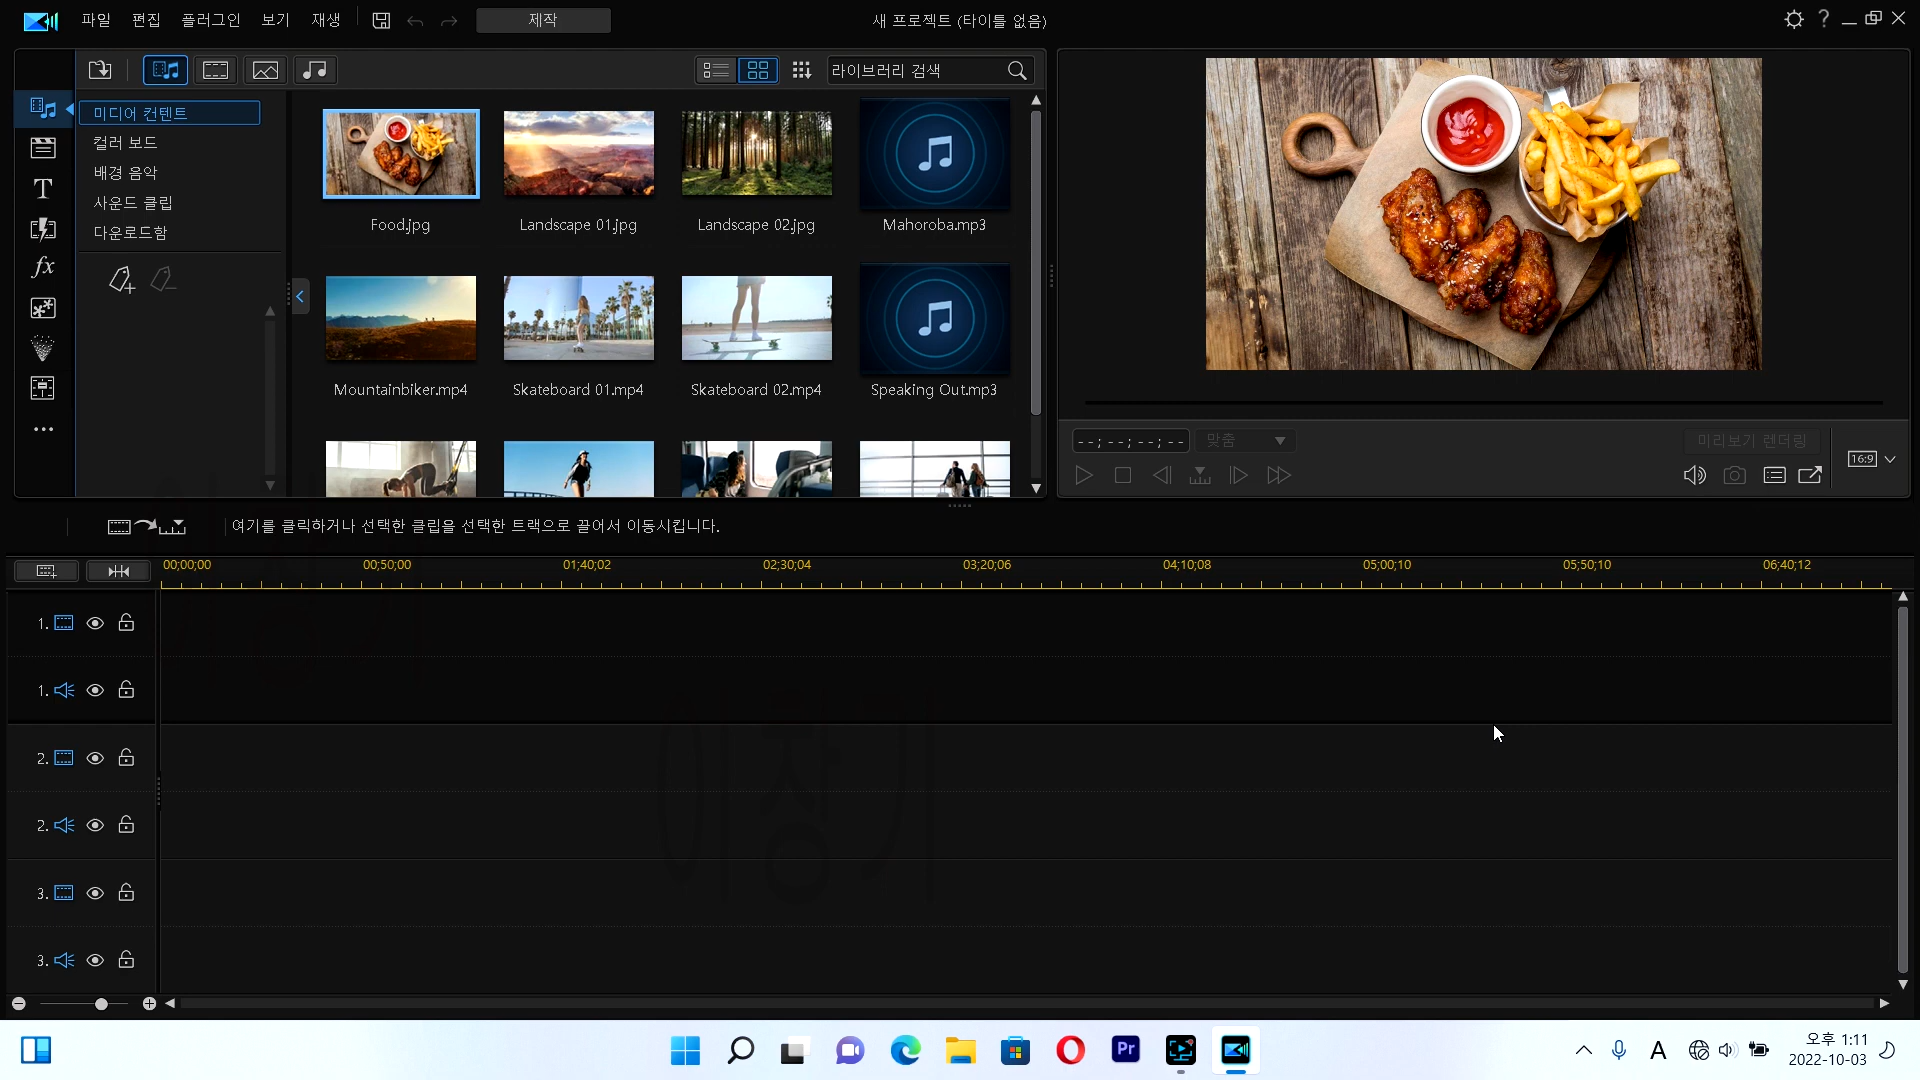 파일 편집 플러그인 보기 재생 제작 새 프로젝트 (타이틀 없음) ?
라이브러리 검색
미디어 컨텐트
컬러 보드
배경 음악
사운드 클립
다운로드함
T
fx
Food.jpg Landscape 01.jpg Landscape 02.jpg Mahoroba.mp3
Mountainbiker.mp4 Skateboard 01.mp4 Skateboard 02.mp4 Speaking Out.mp3
--;--;--;-- 맞춤 미리보기 렌더링
16:9
여기를 클릭하거나 선택한 클립을 선택한 트랙으로 끌어서 이동시킵니다.
00;00;00 00;50;00 01;40;02 02;30;04 03;20;06 04;10;08 05;00;10 05;50;10 06;40;12
1.
1.
2.
2.
3.
3.
Pr
A
오후 1:11
2022-10-03